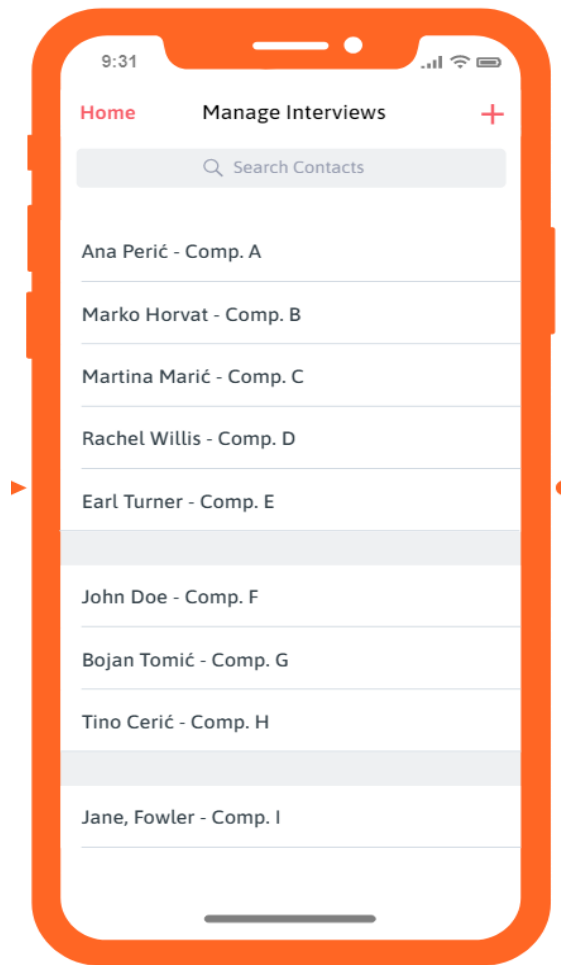 9:31
Home Manage Interviews +
Search Contacts
Ana Perić - Comp. A
Marko Horvat - Comp. B
Martina Marić - Comp. C
Rachel Willis - Comp. D
Earl Turner - Comp. E
John Doe - Comp. F
Bojan Tomić - Comp. G
Tino Cerić - Comp. H
Jane, Fowler - Comp. I